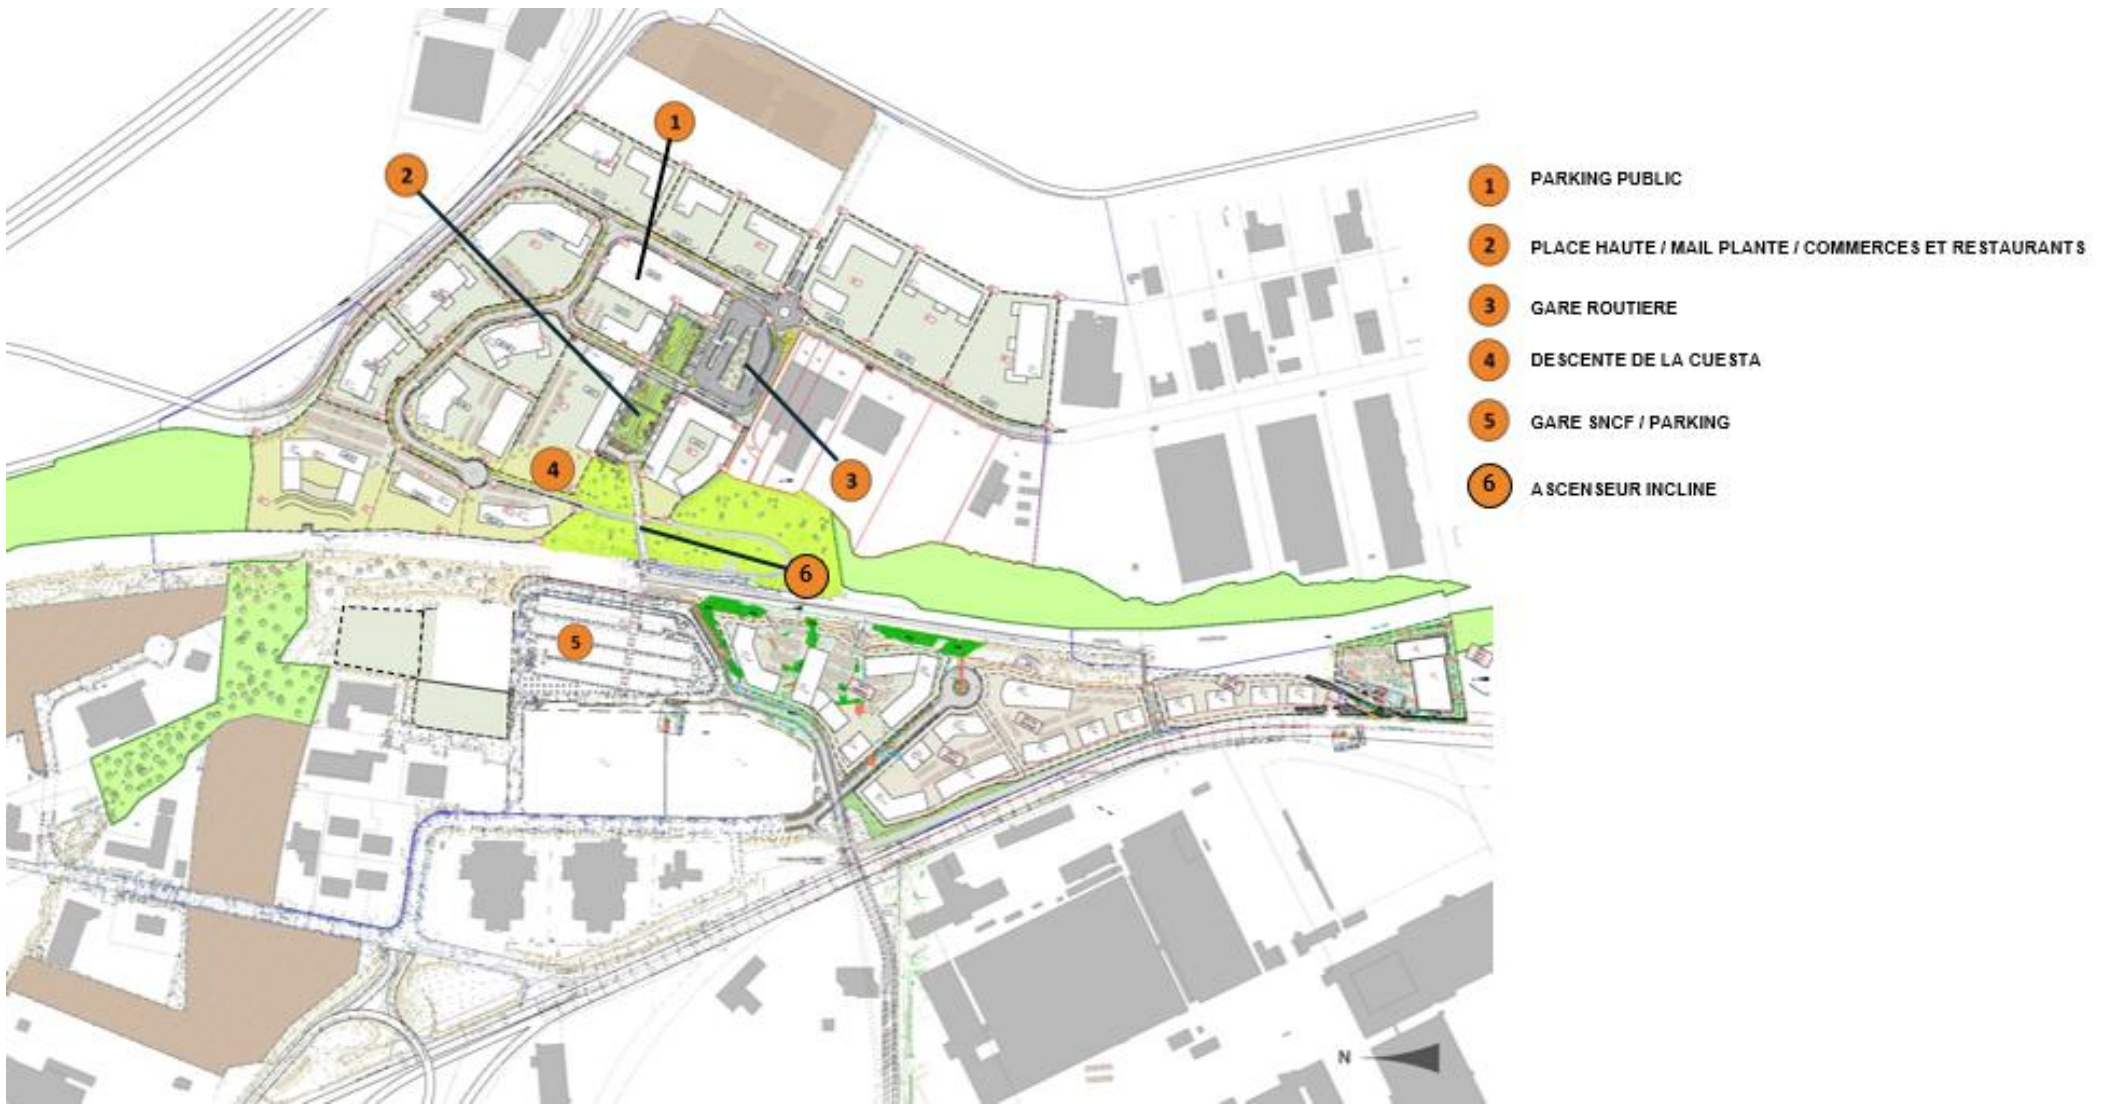 1
2
3
4
5
6
N
1 PARKING PUBLIC
2 PLACE HAUTE / MAIL PLANTE / COMMERCES ET RESTAURANTS
3 GARE ROUTIERE
4 DESCENTE DE LA CUESTA
5 GARE SNCF / PARKING
6 ASCENSEUR INCLINE